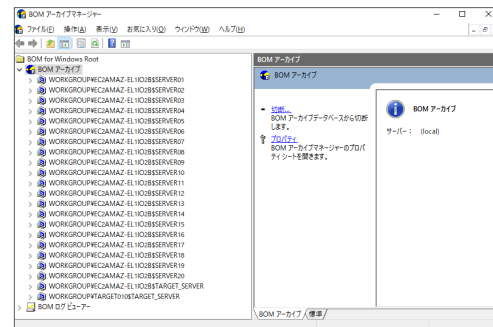 BOM アーカイブマネージャー
ファイル(F) 操作(A) 表示(V) お気に入り(O) ウィンドウ(W) ヘルプ(H)
BOM for Windows Root
BOM アーカイブ
WORKGROUP¥EC2AMAZ-EL1IO2B$SERVER01
WORKGROUP¥EC2AMAZ-EL1IO2B$SERVER02
WORKGROUP¥EC2AMAZ-EL1IO2B$SERVER03
WORKGROUP¥EC2AMAZ-EL1IO2B$SERVER04
WORKGROUP¥EC2AMAZ-EL1IO2B$SERVER05
WORKGROUP¥EC2AMAZ-EL1IO2B$SERVER06
WORKGROUP¥EC2AMAZ-EL1IO2B$SERVER07
WORKGROUP¥EC2AMAZ-EL1IO2B$SERVER08
WORKGROUP¥EC2AMAZ-EL1IO2B$SERVER09
WORKGROUP¥EC2AMAZ-EL1IO2B$SERVER10
WORKGROUP¥EC2AMAZ-EL1IO2B$SERVER11
WORKGROUP¥EC2AMAZ-EL1IO2B$SERVER12
WORKGROUP¥EC2AMAZ-EL1IO2B$SERVER13
WORKGROUP¥EC2AMAZ-EL1IO2B$SERVER14
WORKGROUP¥EC2AMAZ-EL1IO2B$SERVER15
WORKGROUP¥EC2AMAZ-EL1IO2B$SERVER16
WORKGROUP¥EC2AMAZ-EL1IO2B$SERVER17
WORKGROUP¥EC2AMAZ-EL1IO2B$SERVER18
WORKGROUP¥EC2AMAZ-EL1IO2B$SERVER19
WORKGROUP¥EC2AMAZ-EL1IO2B$SERVER20
WORKGROUP¥EC2AMAZ-EL1IO2B$TARGET_SERVER
WORKGROUP¥TARGET010$TARGET_SERVER
BOM ログ ビューアー
BOM アーカイブ
BOM アーカイブ
切断...
BOM アーカイブデータベースから切断
します。
プロパティ
BOM アーカイブマネージャーのプロパ
ティ シートを開きます。
BOM アーカイブ
サーバー： (local)
BOM アーカイブ 標準